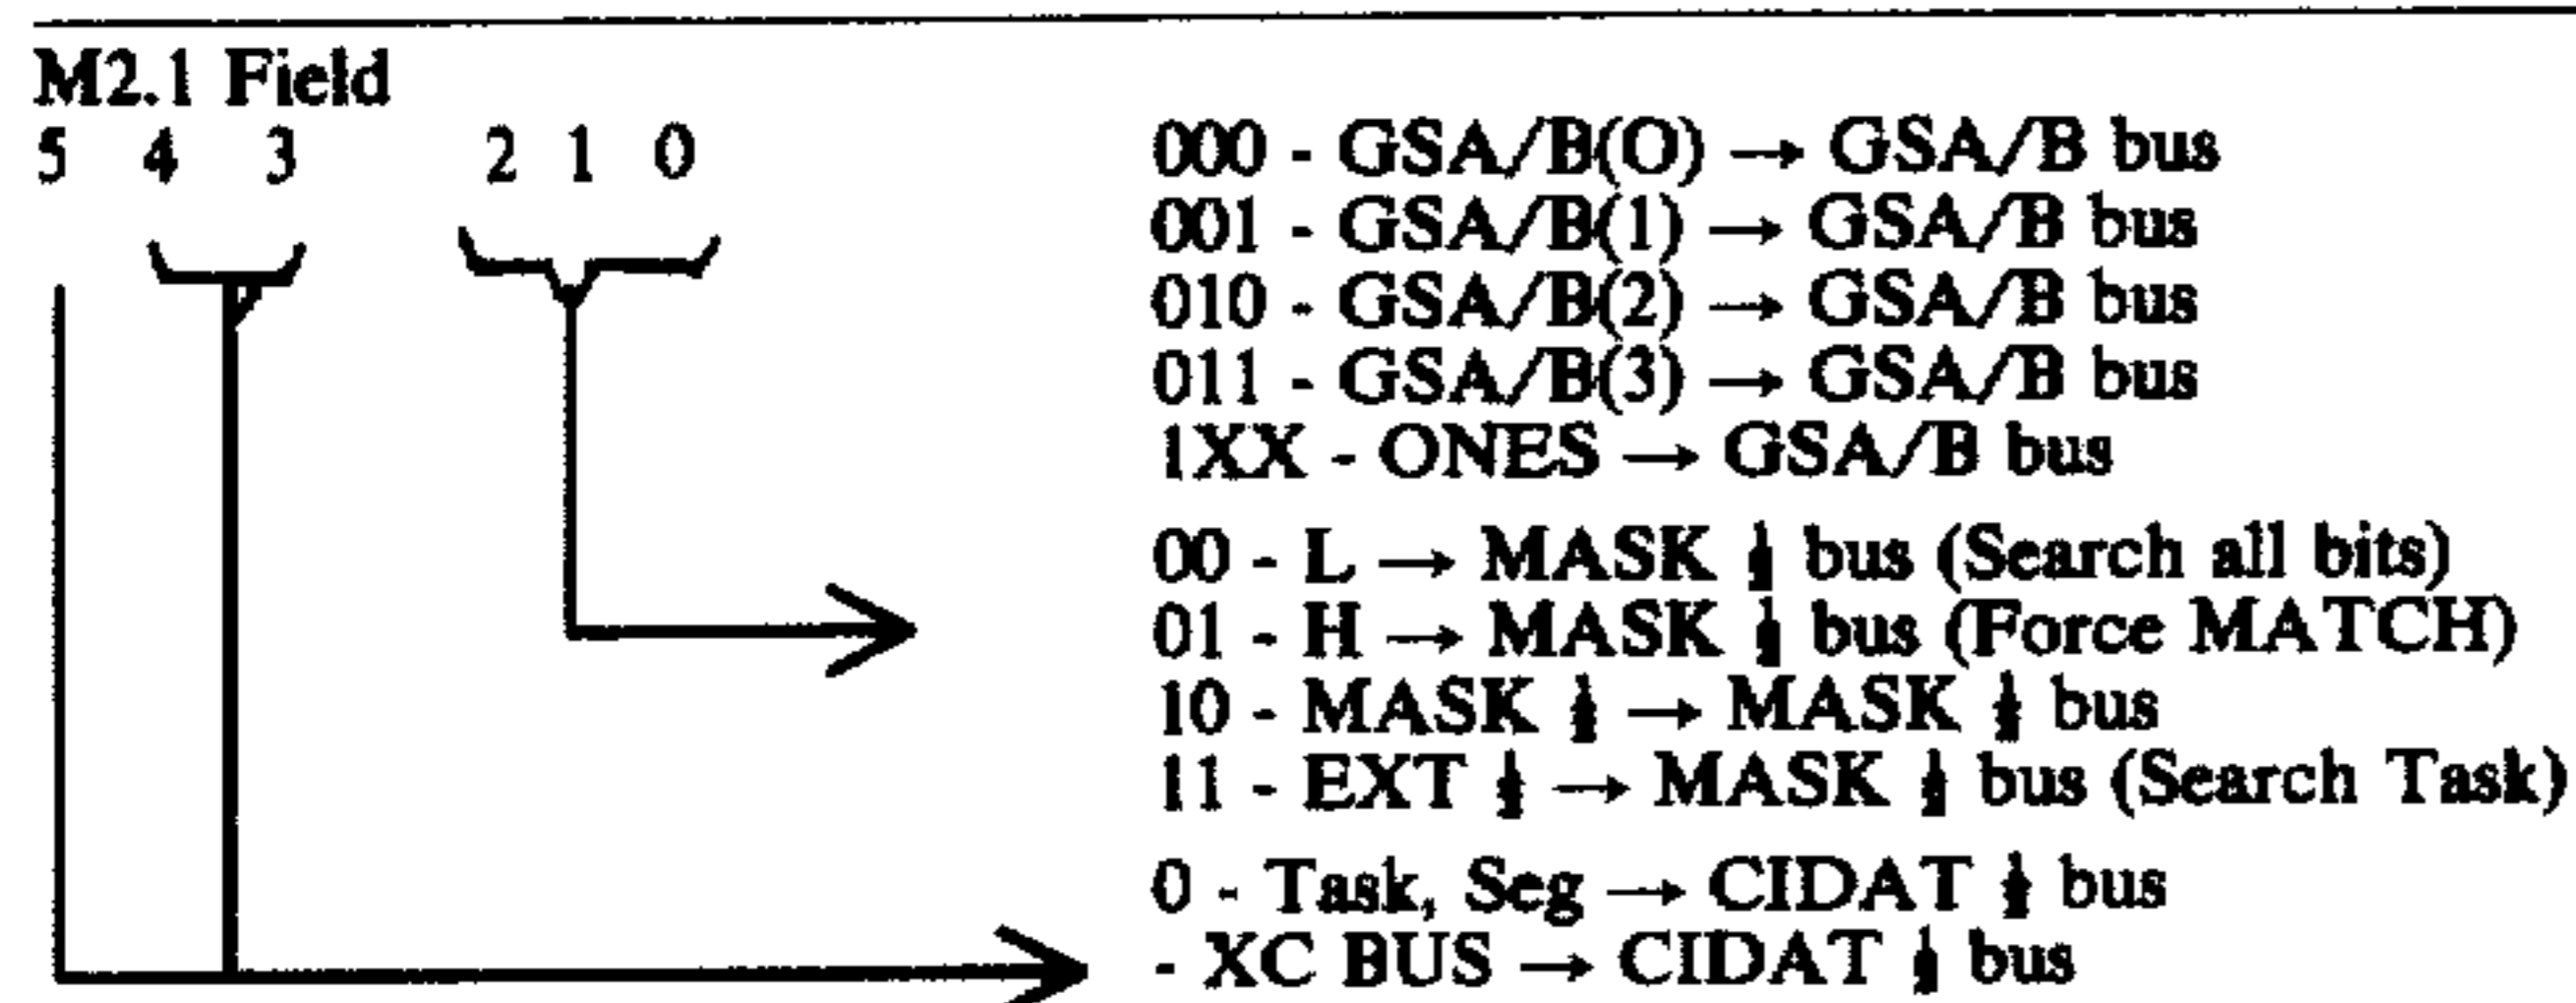 M2.1 Field
5 4 3 2 1 0
000 - GSA/B(O) → GSA/B bus
001 - GSA/B(1) → GSA/B bus
010 - GSA/B(2) → GSA/B bus
011 - GSA/B(3) → GSA/B bus
1XX - ONES → GSA/B bus
00 - L → MASK bus (Search all bits)
01 - H → MASK bus (Force MATCH)
10 - MASK → MASK bus
11 - EXT → MASK bus (Search Task)
0 - Task, Seg → CIDAT bus
- XC BUS → CIDAT bus